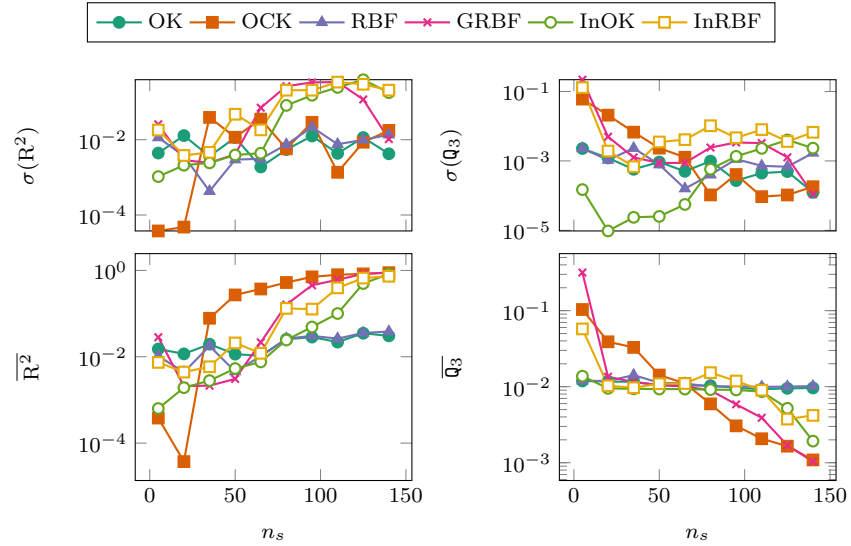 OK OCK RBF GRBF InOK InRBF
σ(R²)
10⁻²
10⁻⁴
σ(Q₃)
10⁻¹
10⁻³
10⁻⁵
R²
10⁰
10⁻²
10⁻⁴
0 50 100 150
nₛ
Q₃
10⁻¹
10⁻²
10⁻³
0 50 100 150
nₛ